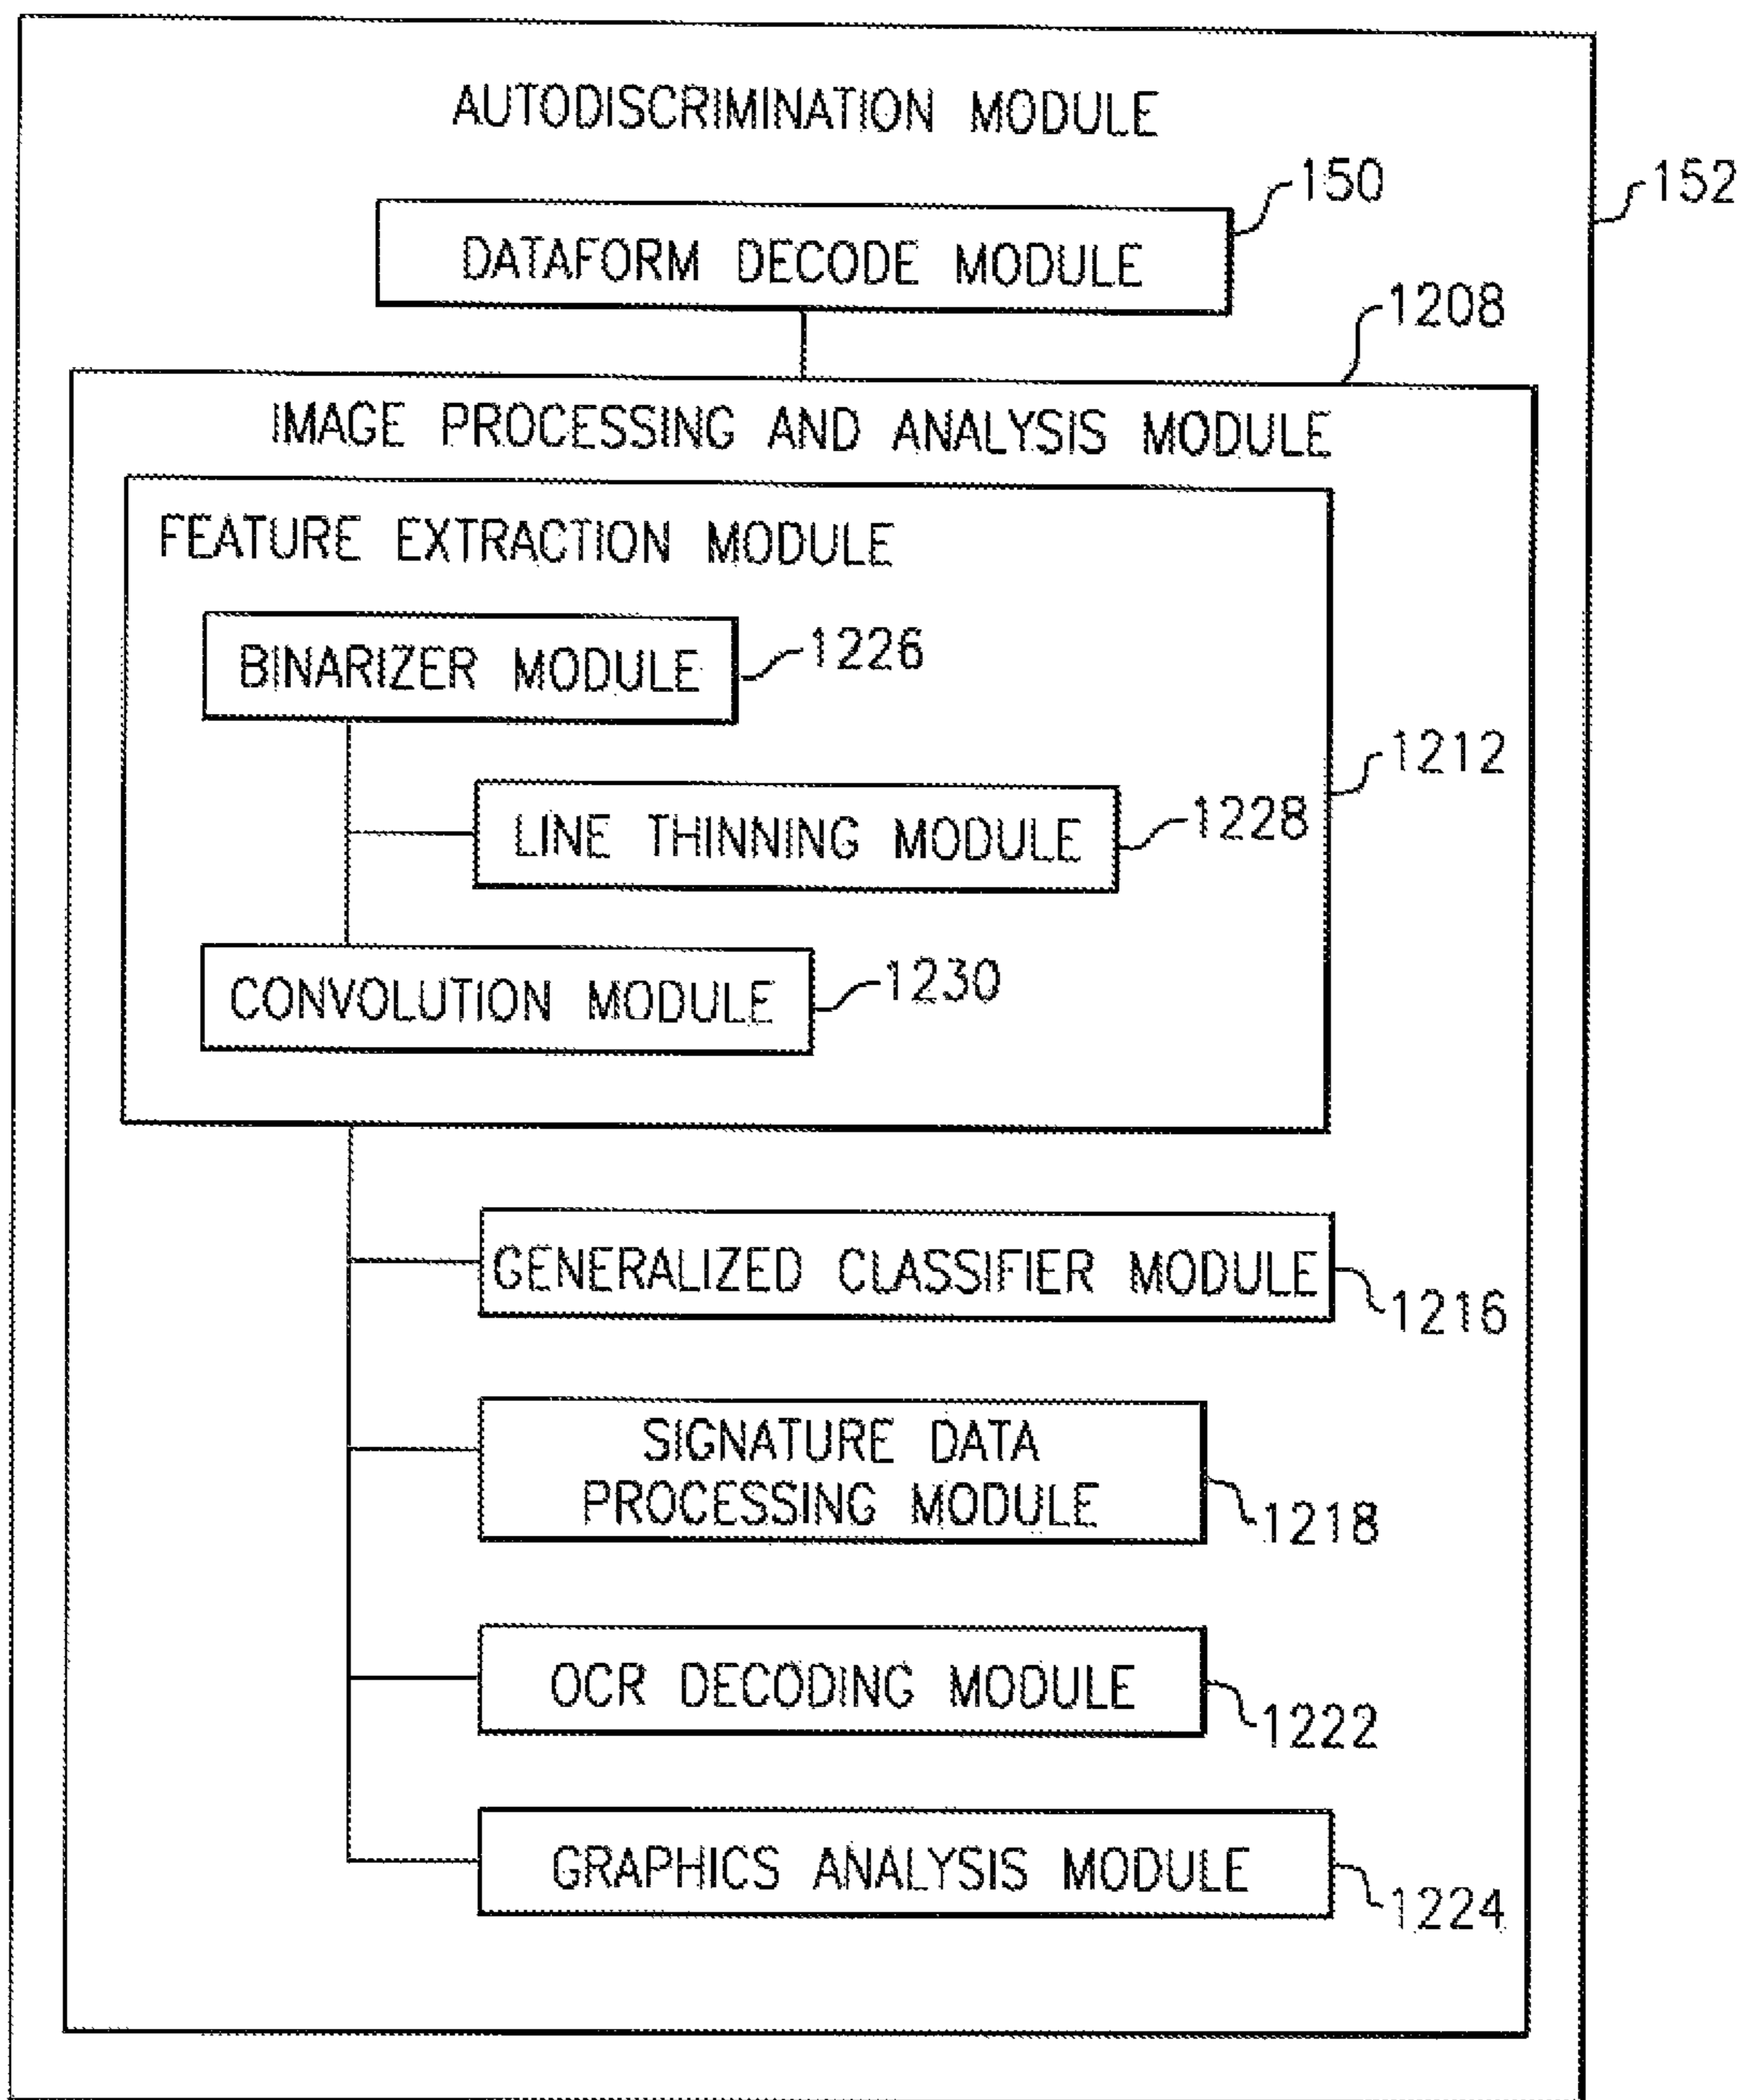 AUTODISCRIMINATION MODULE
150
152
DATAFORM DECODE MODULE
1208
IMAGE PROCESSING AND ANALYSIS MODULE
FEATURE EXTRACTION MODULE
BINARIZER MODULE
1226
1212
LINE THINNING MODULE
1228
CONVOLUTION MODULE
1230
GENERALIZED CLASSIFIER MODULE
1216
SIGNATURE DATA
PROCESSING MODULE
1218
OCR DECODING MODULE
1222
GRAPHICS ANALYSIS MODULE
1224